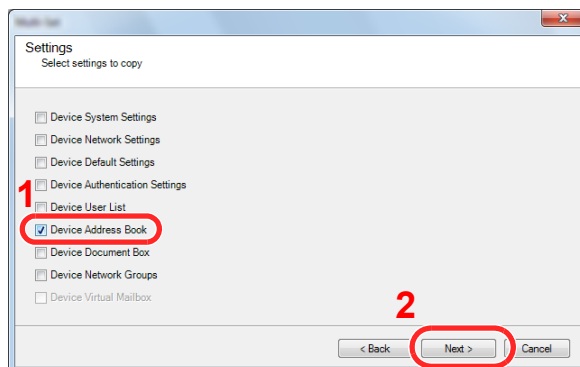 Settings
Select settings to copy
Device System Settings
Device Network Settings
Device Default Settings
Device Authentication Settings
1
Device User List
Device Address Book
Device Document Box
Device Network Groups
Device Virtual Mailbox
2
< Back Next > Cancel